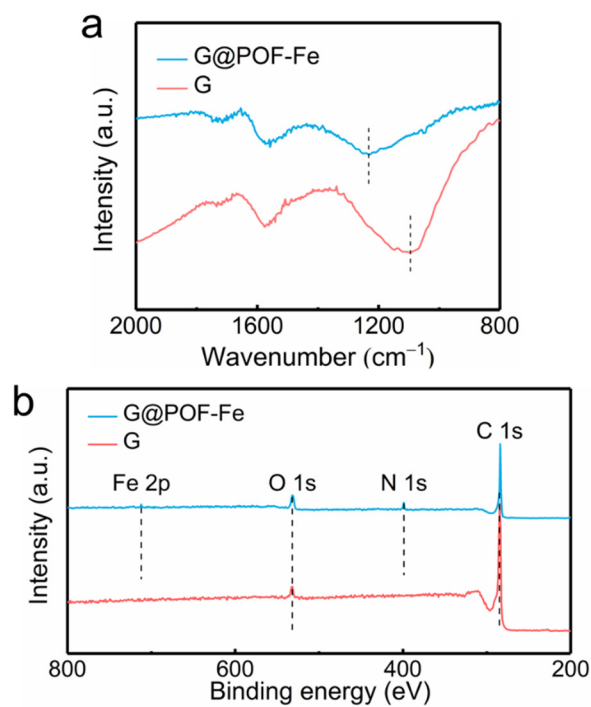 a
G@POF-Fe
G
Intensity (a.u.)
2000 1600 1200 800
Wavenumber (cm⁻¹)
b
G@POF-Fe
G
C 1s
Fe 2p O 1s N 1s
Intensity (a.u.)
800 600 400 200
Binding energy (eV)